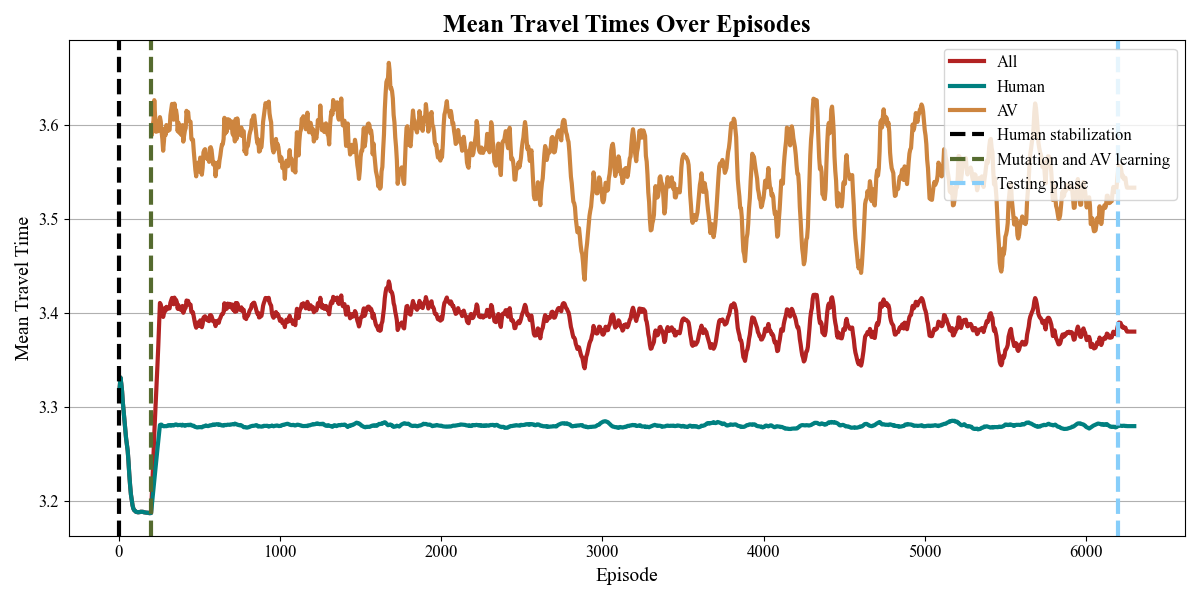 Mean Travel Times Over Episodes
Mean Travel Time
3.6
3.5
3.4
3.3
3.2
0
1000
2000
3000
4000
5000
6000
Episode
All
Human
AV
Human stabilization
Mutation and AV learning
Testing phase